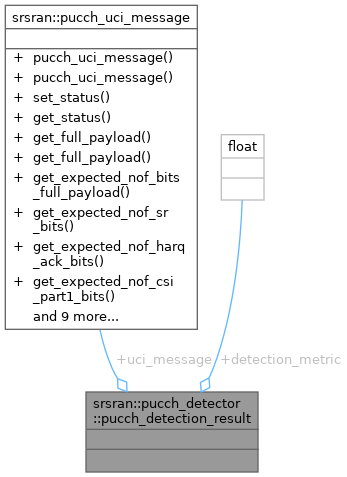 srsran::pucch_uci_message
+ pucch_uci_message()
+ pucch_uci_message()
+ set_status()
+ get_status()
+ get_full_payload()
+ get_full_payload()
+ get_expected_nof_bits
_full_payload()
+ get_expected_nof_sr
_bits()
+ get_expected_nof_harq
_ack_bits()
+ get_expected_nof_csi
_part1_bits()
and 9 more...
float
+uci_message
+detection_metric
srsran::pucch_detector
::pucch_detection_result